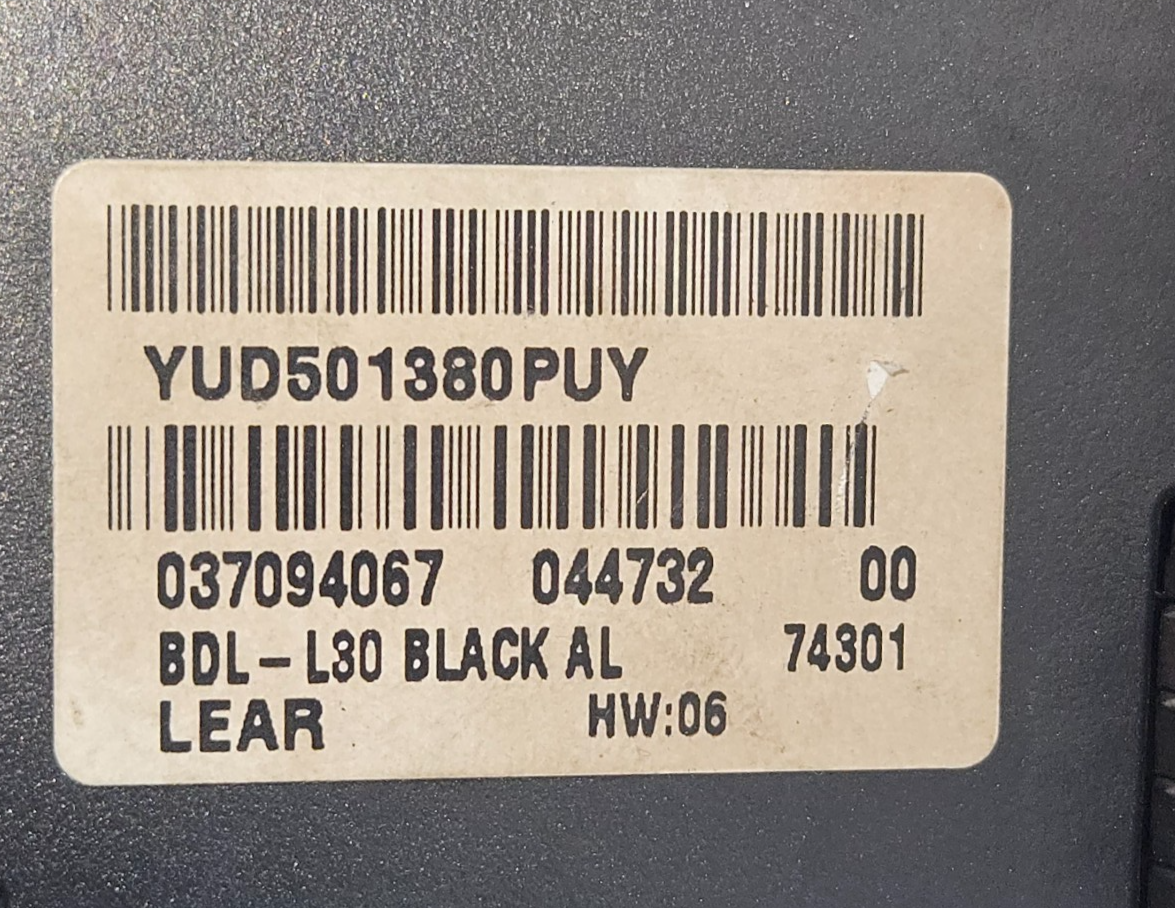 YUD501380PUY
037094067 044732 00
BDL-L30 BLACK AL 74301
LEAR HW:06